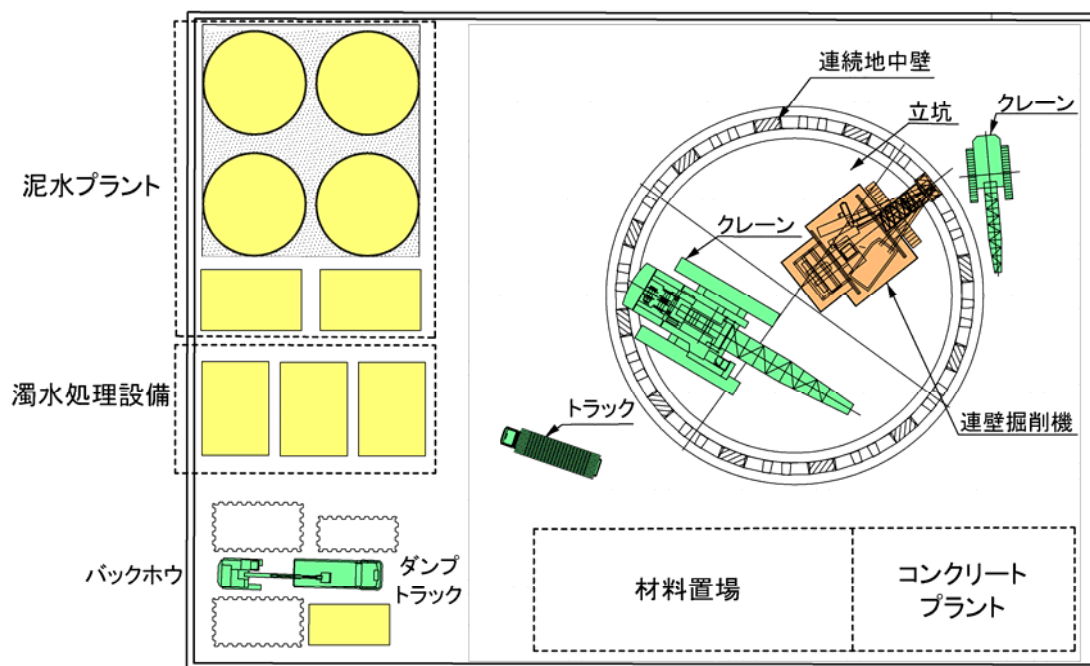 連続地中壁
クレーン
立坑
泥水プラント
クレーン
濁水処理設備
トラック
連壁掘削機
バックホウ
ダンプ
トラック
材料置場
コンクリート
プラント